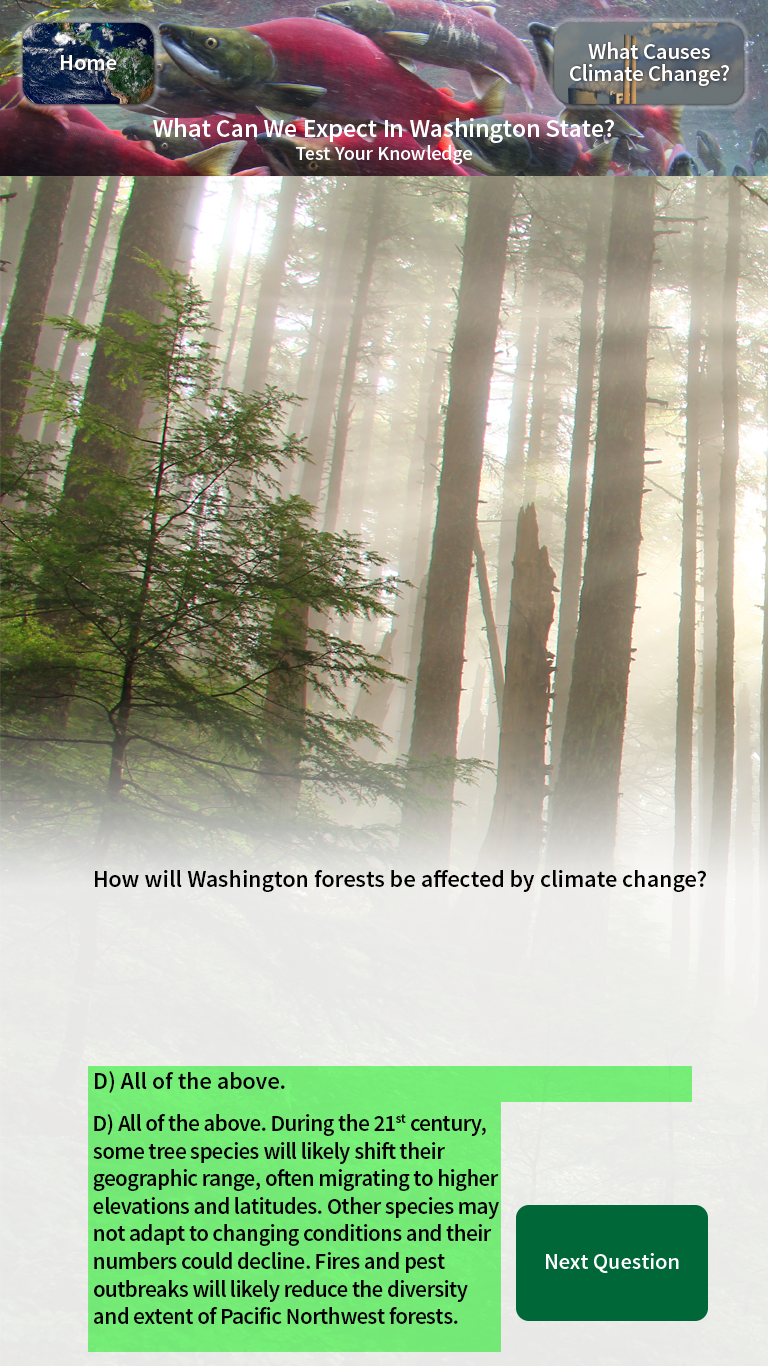 Home
What Causes
Climate Change?
What Can We Expect In Washington State?
Test Your Knowledge
How will Washington forests be affected by climate change?
D) All of the above.
D) All of the above. During the 21st century,
some tree species will likely shift their
geographic range, often migrating to higher
elevations and latitudes. Other species may
not adapt to changing conditions and their
numbers could decline. Fires and pest
outbreaks will likely reduce the diversity
and extent of Pacific Northwest forests.
Next Question